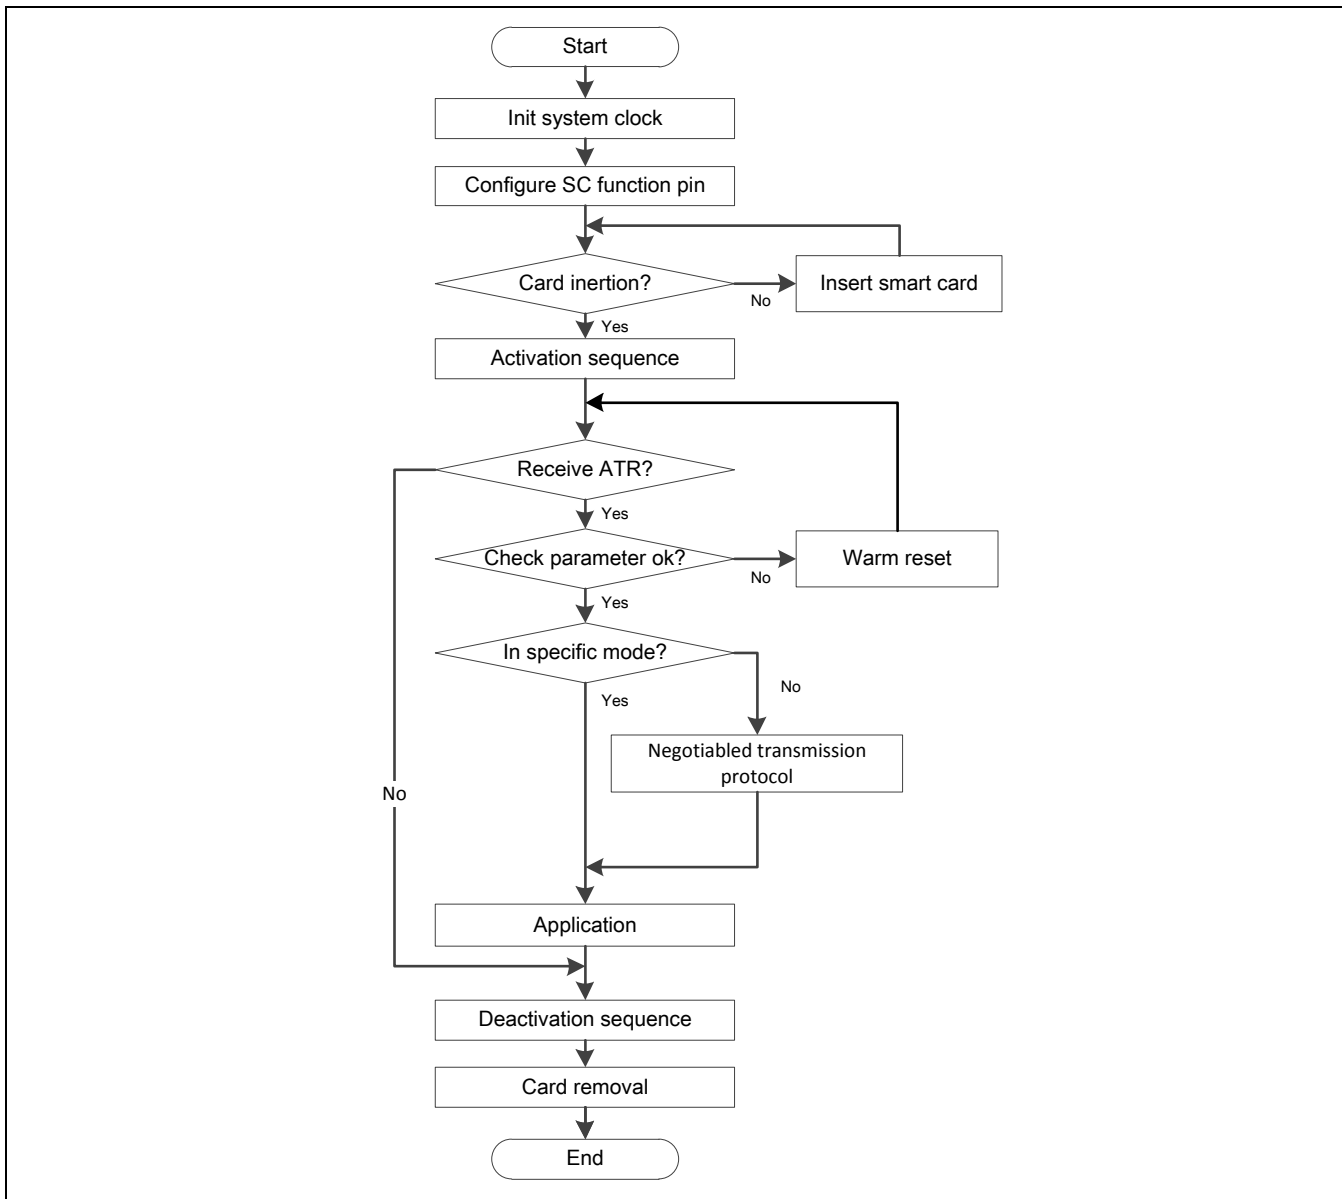 Start
Init system clock
Configure SC function pin
Card inertion?
No
Insert smart card
Yes
Activation sequence
Receive ATR?
Yes
Check parameter ok?
No
Warm reset
Yes
In specific mode?
No
Yes
Negotiabled transmission
protocol
No
Application
Deactivation sequence
Card removal
End